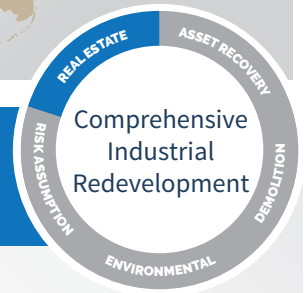 REAL ESTATE
ASSET RECOVERY
DEMOLITION
ENVIRONMENTAL
RISK ASSUMPTION
Comprehensive
Industrial
Redevelopment